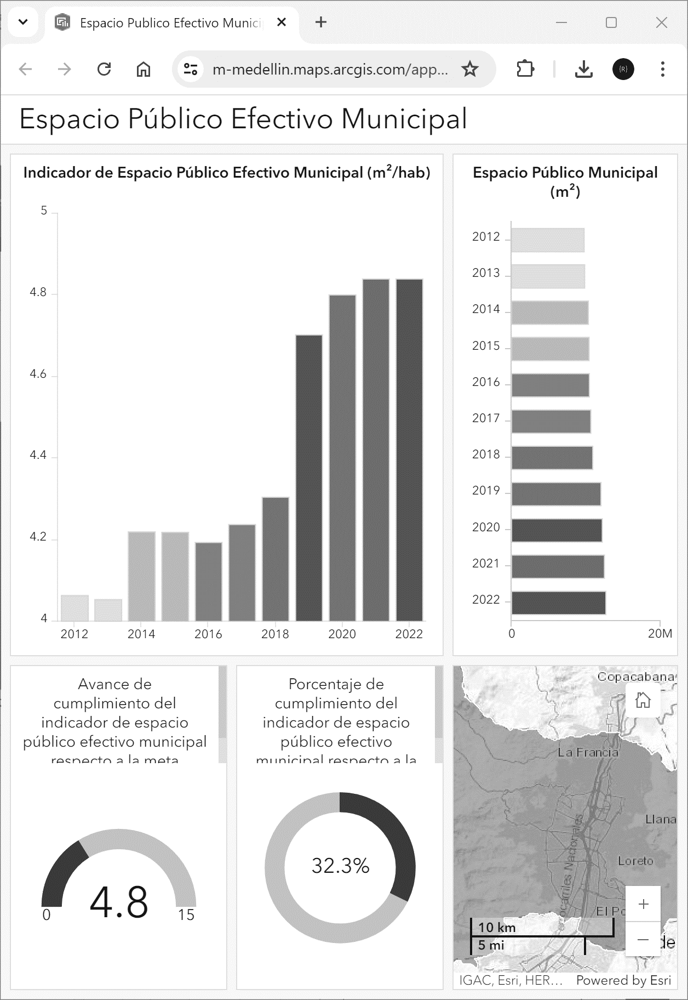 Espacio Publico Efectivo Munici
m-medellin.maps.arcgis.com/app...
{R}
Espacio Público Efectivo Municipal
Indicador de Espacio Público Efectivo Municipal (m²/hab)
5
4.8
4.6
4.4
4.2
4
2012
2014
2016
2018
2020
2022
Espacio Público Municipal
(m²)
2012
2013
2014
2015
2016
2017
2018
2019
2020
2021
2022
0
20M
Avance de
cumplimiento del
indicador de espacio
público efectivo municipal
respecto a la meta
4.8
0
15
Porcentaje de
cumplimiento del
indicador de espacio
público efectivo
municipal respecto a la
32.3%
Copacabana
La Francia
Llana
Nacionales
Loreto
El Po
10 km
5 mi
de
IGAC, Esri, HER...
Powered by Esri